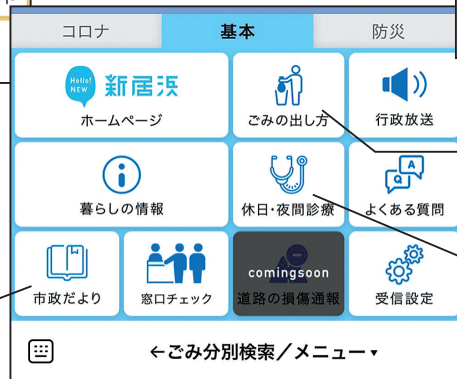 コロナ
基本
防災
Hello!
NEW
新居浜
ホームページ
ごみの出し方
行政放送
暮らしの情報
休日・夜間診療
Q
A
よくある質問
市政だより
窓口チェック
comingsoon
道路の損傷通報
受信設定
←ごみ分別検索／メニュー▼